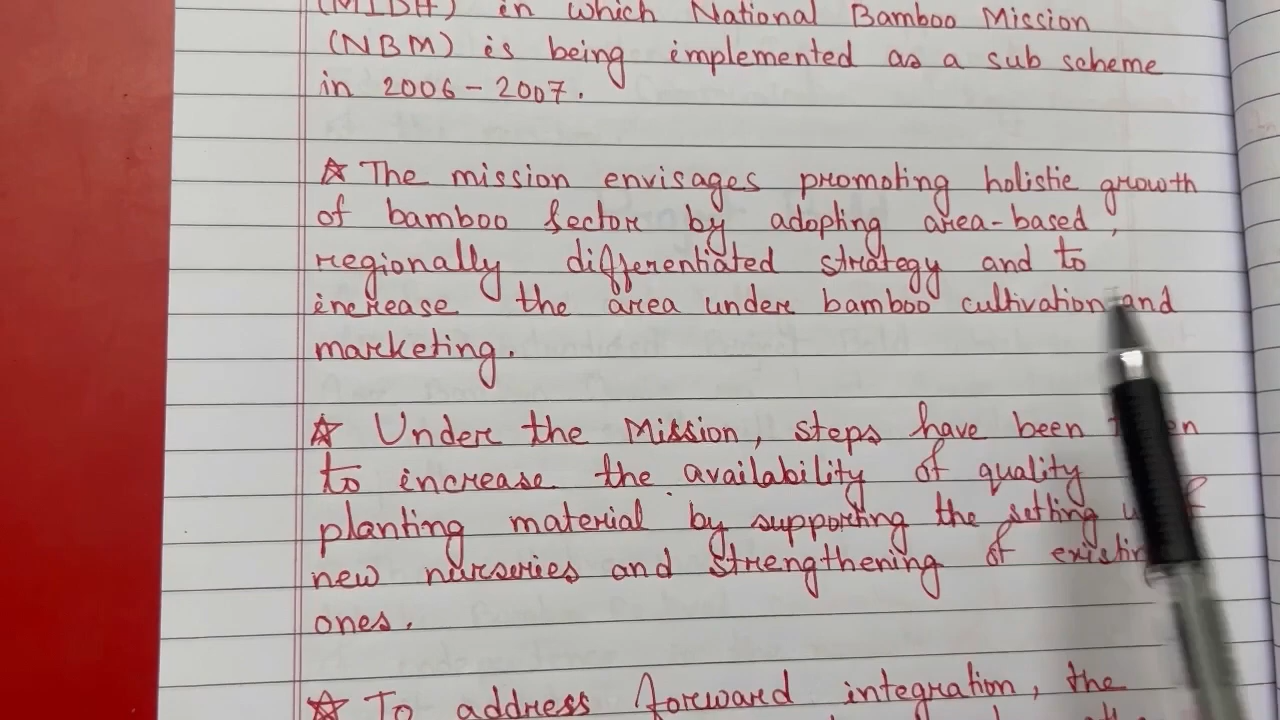 (MIDH) in which National Bamboo Mission
(NBM) is being implemented as a sub scheme
in 2006-2007.
☆ The mission envisages promoting holistic growth
of bamboo sector by adopting area-based,
regionally differentiated strategy and to
increase the area under bamboo cultivation and
marketing.
☆ Under the Mission, steps have been
to increase the availability of quality
planting material by supporting the setting
new nurseries and strengthening of
ones.
☆ To address forward integration, the